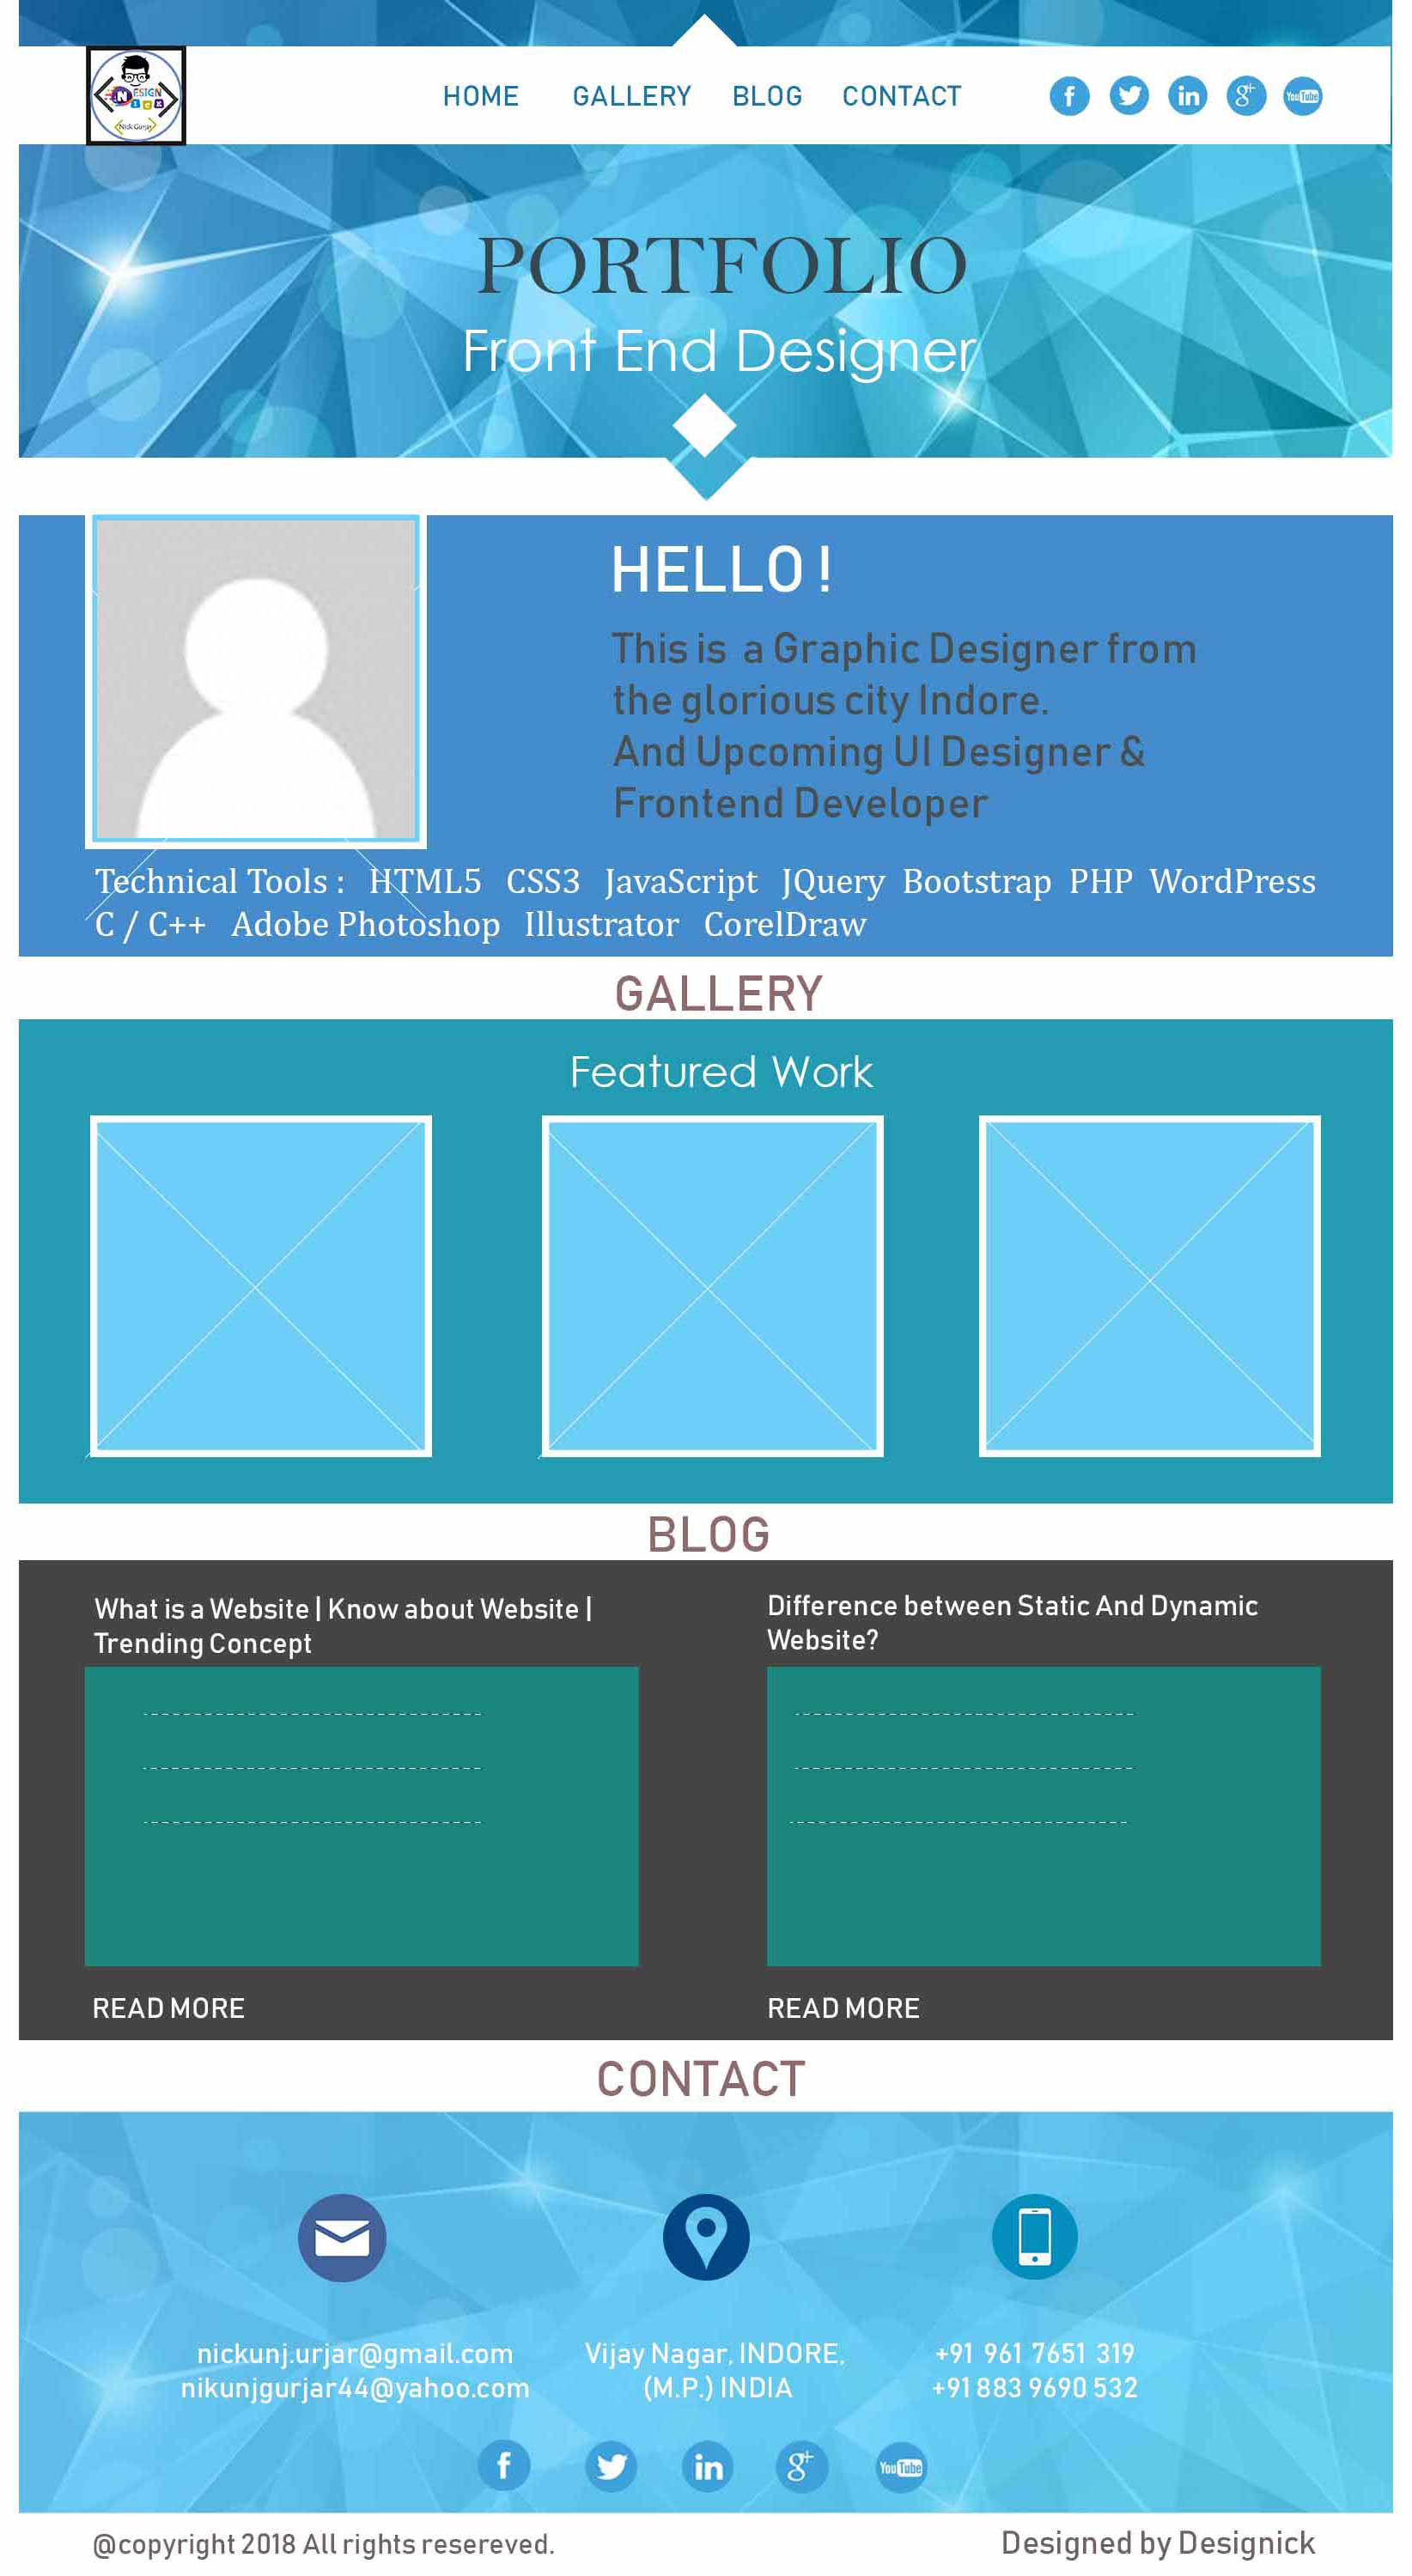 DESIGN
NICK
Nick Gurjar
HOME GALLERY BLOG CONTACT
f in g+ YouTube
PORTFOLIO
Front End Designer
HELLO !
This is a Graphic Designer from
the glorious city Indore.
And Upcoming UI Designer &
Frontend Developer
Technical Tools : HTML5 CSS3 JavaScript JQuery Bootstrap PHP WordPress
C / C++ Adobe Photoshop Illustrator CorelDraw
GALLERY
Featured Work
BLOG
What is a Website | Know about Website |
Trending Concept
Difference between Static And Dynamic
Website?
READ MORE
READ MORE
CONTACT
nickunj.urjar@gmail.com
nikunjgurjar44@yahoo.com
Vijay Nagar, INDORE,
(M.P.) INDIA
+91 961 7651 319
+91 883 9690 532
f in g+ YouTube
@copyright 2018 All rights resereved.
Designed by Designick